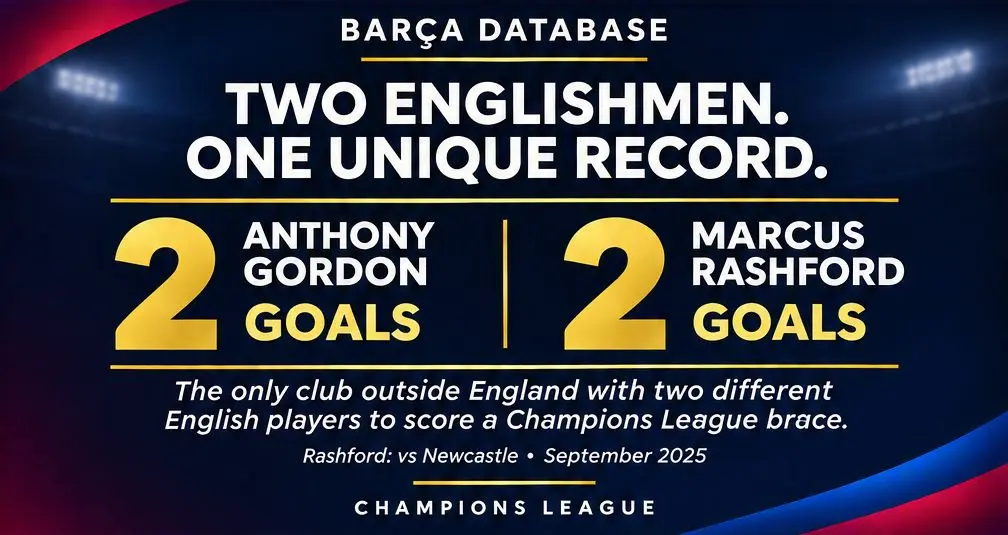 BARÇA DATABASE
TWO ENGLISHMEN.
ONE UNIQUE RECORD.
2
ANTHONY
GORDON
GOALS
2
MARCUS
RASHFORD
GOALS
The only club outside England with two different
English players to score a Champions League brace.
Rashford: vs Newcastle • September 2025
CHAMPIONS LEAGUE